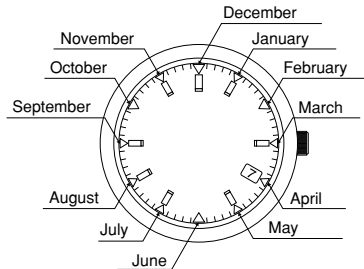 December
November
January
October
February
September
March
7
August
April
July
May
June